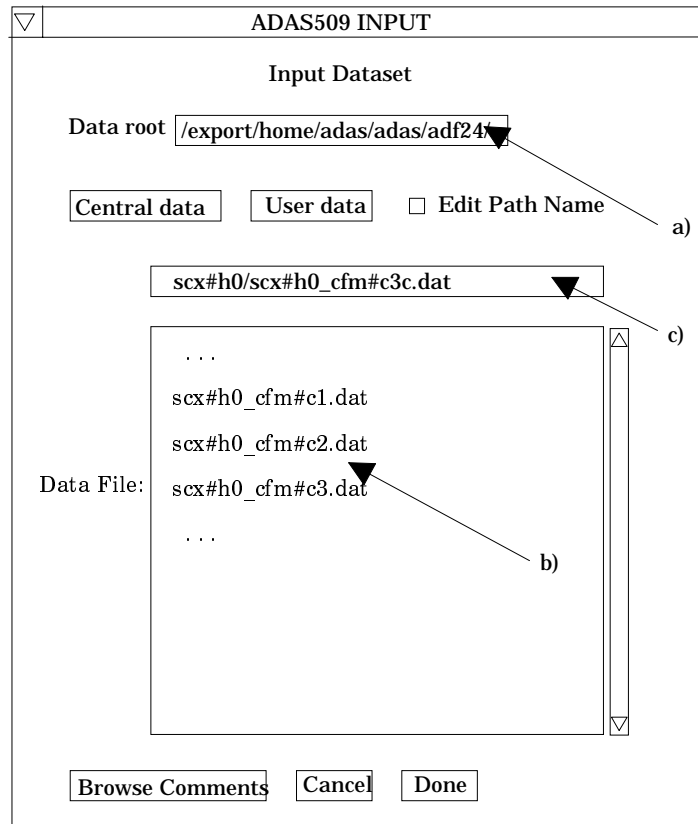 ADAS509 INPUT
Input Dataset
Data root /export/home/adas/adas/adf24/
Central data User data Edit Path Name
a)
scx#h0/scx#h0_cfm#c3c.dat
c)
. . .
scx#h0_cfm#c1.dat
scx#h0_cfm#c2.dat
Data File: scx#h0_cfm#c3.dat
. . .
b)
Browse Comments Cancel Done